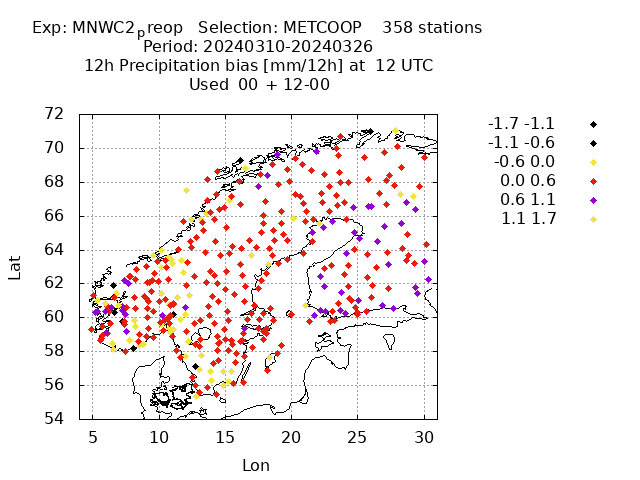 Exp: MNWC2preop   Selection: METCOOP    358 stations
Period: 20240310-20240326
12h Precipitation bias [mm/12h] at  12 UTC
Used  00 + 12-00
-1.7 -1.1
-1.1 -0.6
-0.6 0.0
0.0 0.6
0.6 1.1
1.1 1.7
72
70
68
66
64
62
60
58
56
54
Lat
5 10 15 20 25 30
Lon